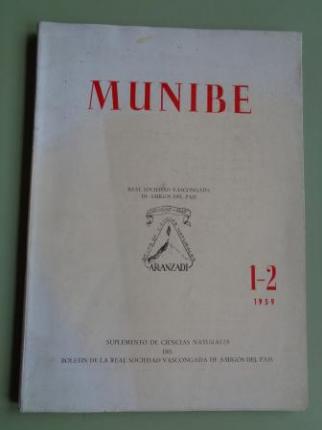 MUNIBE
REAL SOCIEDAD VASCONGADA
DE AMIGOS DEL PAIS
ARANZADI
1-2
1959
SUPLEMENTO DE CIENCIAS NATURALES
DEL
BOLETIN DE LA REAL SOCIEDAD VASCONGADA DE AMIGOS DEL PAIS